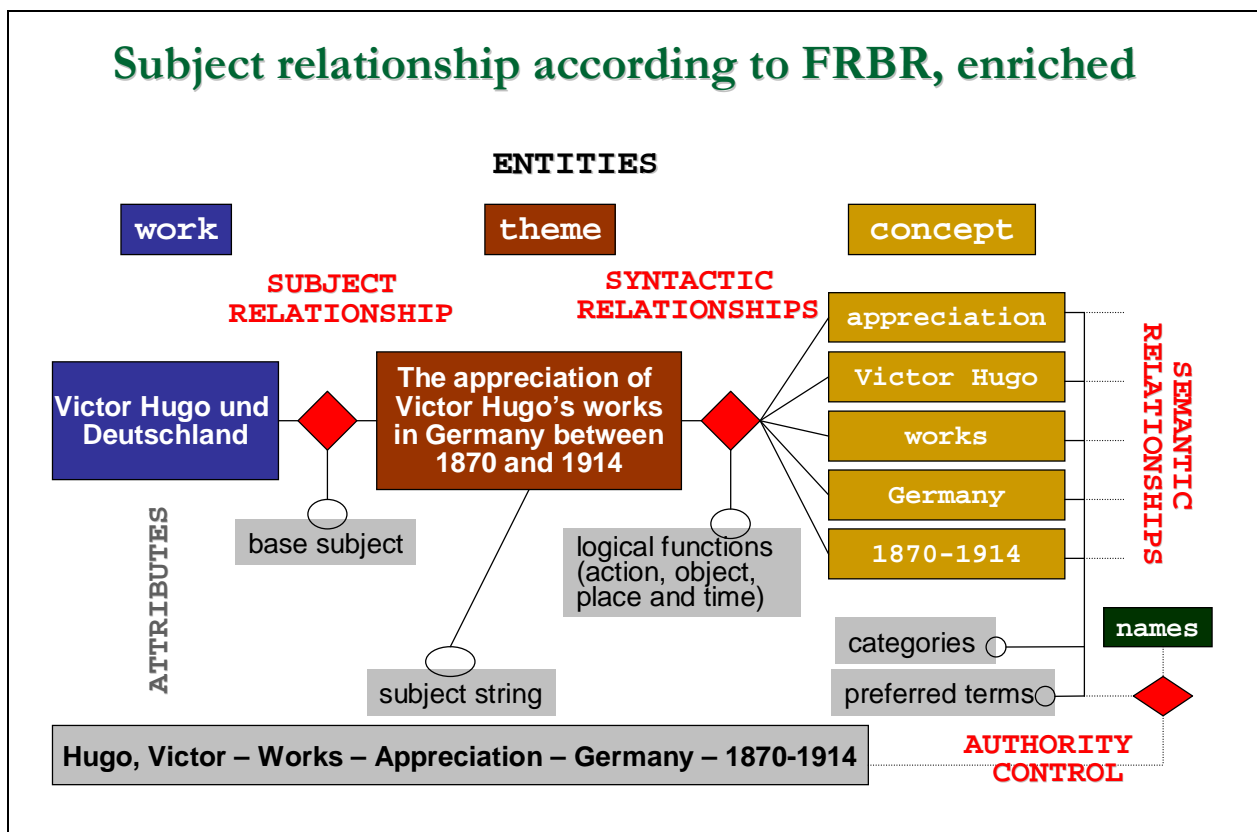 Subject relationship according to FRBR, enriched
ENTITIES
work
theme
concept
SUBJECT
RELATIONSHIP
SYNTACTIC
RELATIONSHIPS
Victor Hugo und
Deutschland
The appreciation of
Victor Hugo’s works
in Germany between
1870 and 1914
appreciation
Victor Hugo
works
Germany
1870-1914
SEMANTIC
RELATIONSHIPS
ATTRIBUTES
base subject
logical functions
(action, object,
place and time)
subject string
categories
preferred terms
names
Hugo, Victor – Works – Appreciation – Germany – 1870-1914
AUTHORITY
CONTROL